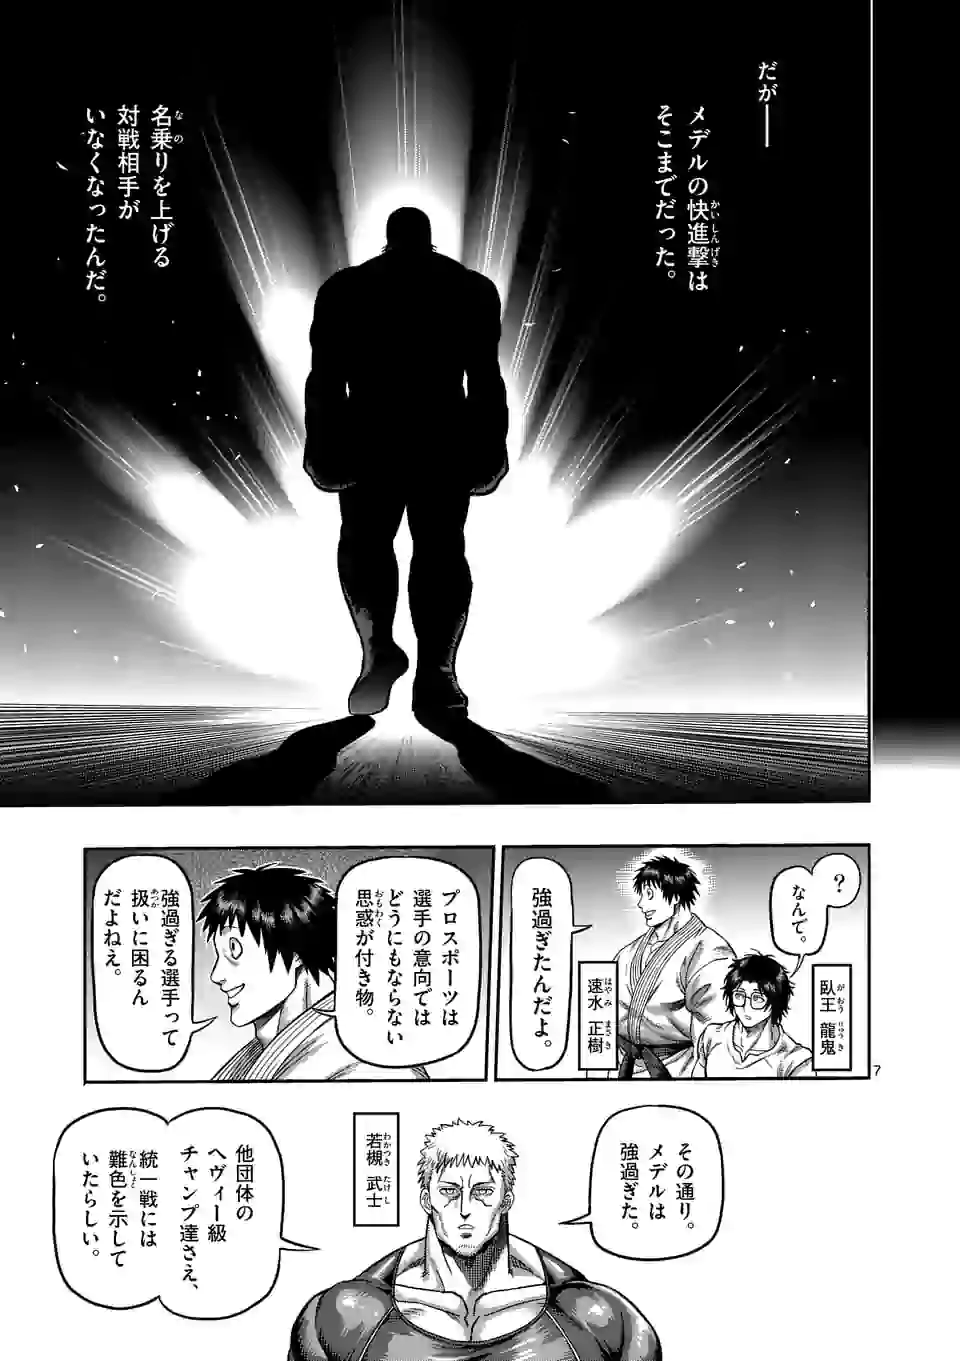 だが――
メデルの快進撃は
そこまでだった。
名乗りを上げる
対戦相手が
いなくなったんだ。
?
なんで。
臥王 龍鬼
強過ぎたんだよ。
速水 正樹
プロスポーツは
選手の意向では
どうにもならない
思惑が付き物。
強過ぎる選手って
扱いに困るん
だよねえ。
7
その通り。
メデルは
強過ぎた。
若槻 武士
他団体の
ヘヴィー級
チャンプ達さえ、
統一戦には
難色を示して
いたらしい。